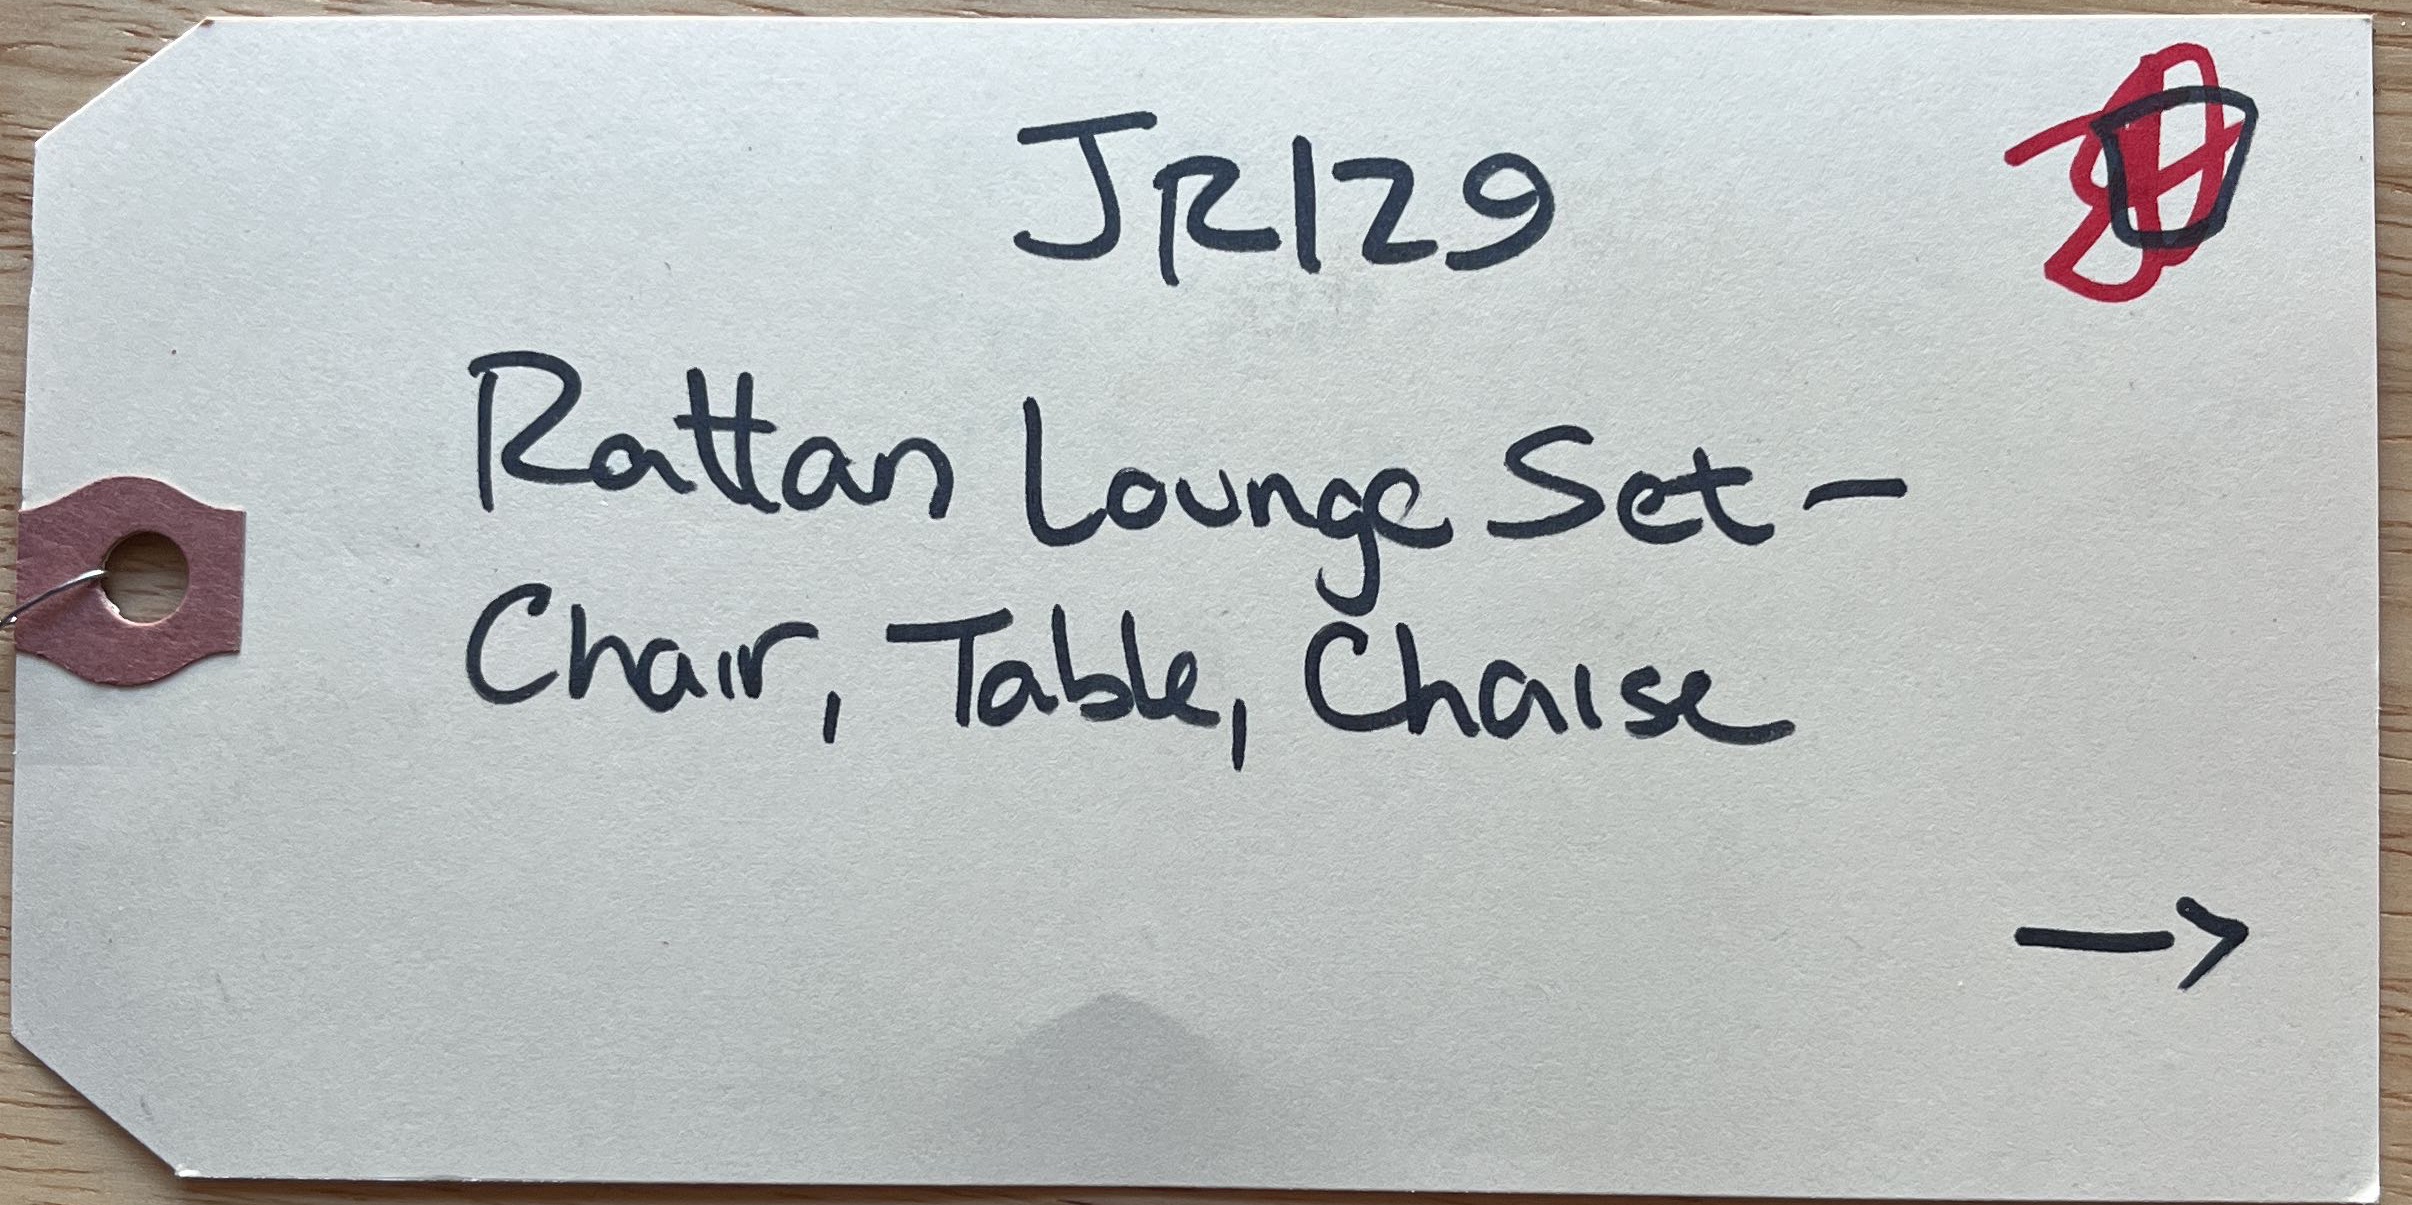 JR129
Rattan Lounge Set -
Chair, Table, Chaise
→